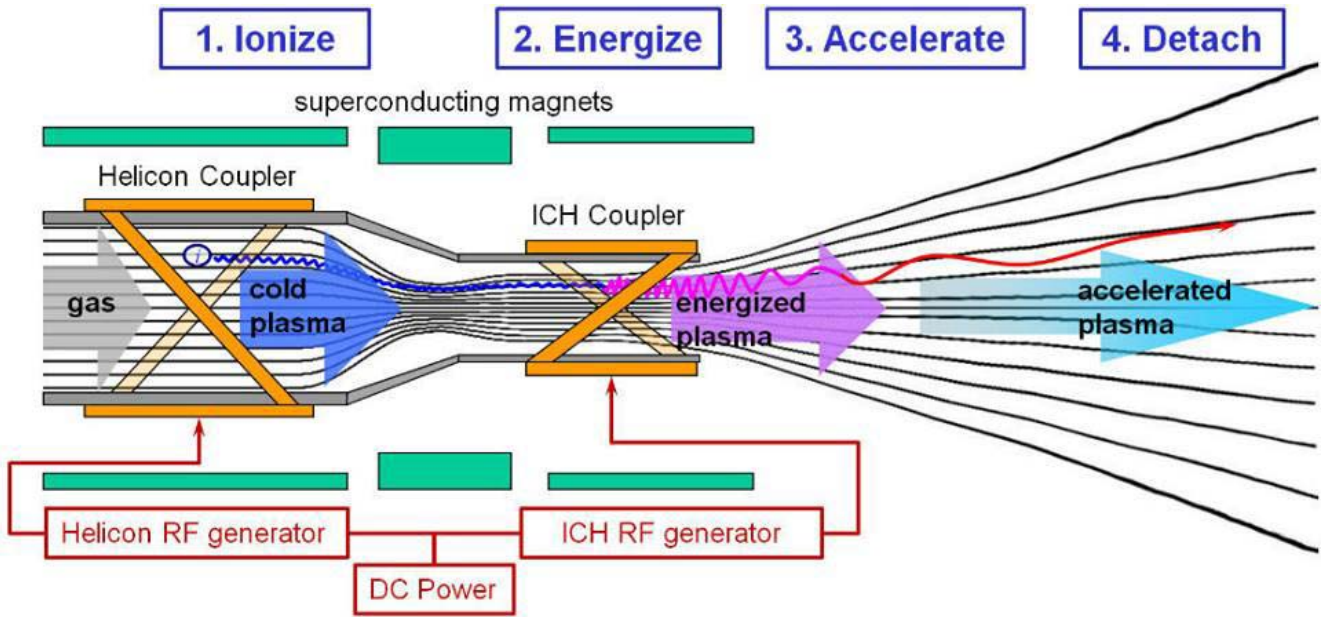 1. Ionize
2. Energize
3. Accelerate
4. Detach
superconducting magnets
Helicon Coupler
ICH Coupler
i
gas
cold
plasma
energized
plasma
accelerated
plasma
Helicon RF generator
ICH RF generator
DC Power